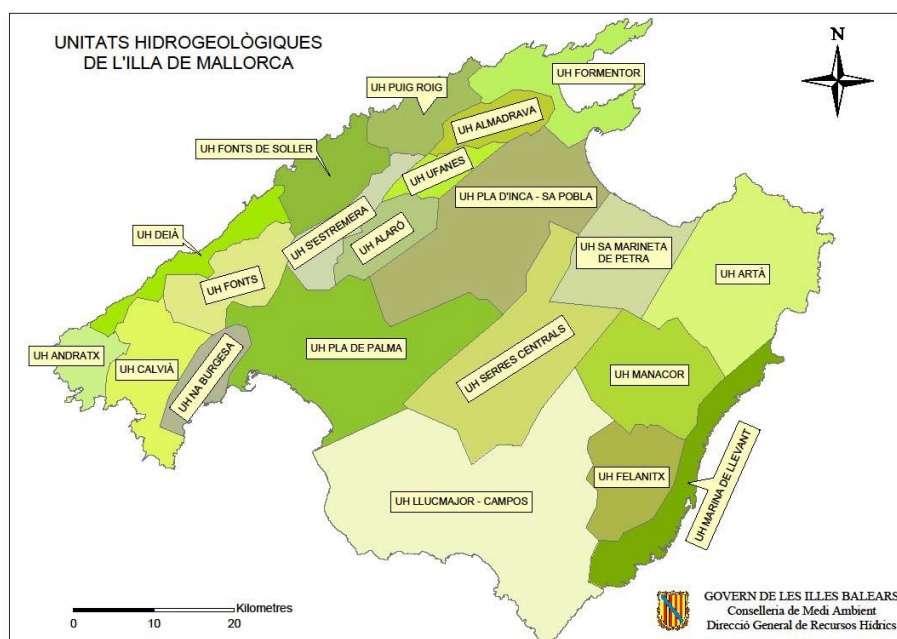 UNITATS HIDROGEOLÒGIQUES
DE L'ILLA DE MALLORCA
N
UH FORMENTOR
UH PUIG ROIG
UH ALMADRAVA
UH FONTS DE SOLLER
UH UFANES
UH PLA D'INCA - SA POBLA
UH S'ESTREMERA
UH ALARÓ
UH DEIÀ
UH SA MARINETA
DE PETRA
UH ARTÀ
UH FONTS
UH PLA DE PALMA
UH ANDRATX
UH CALVIÀ
UH NA BURGESA
UH SERRES CENTRALS
UH MANACOR
UH FELANITX
UH MARINA DE LLEVANT
UH LLUCMAJOR - CAMPOS
Kilometres
0 10 20
GOVERN DE LES ILLES BALEARS
Conselleria de Medi Ambient
Direcció General de Recursos Hídrics